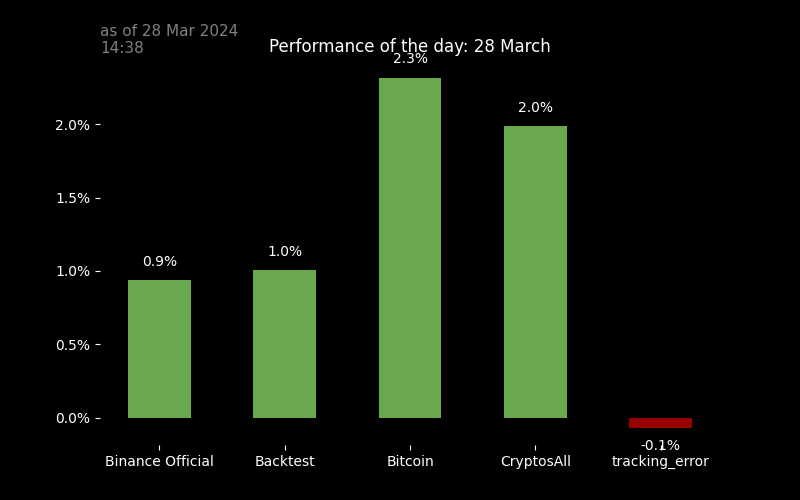 as of 28 Mar 2024
14:38
Performance of the day: 28 March
2.3%
2.0%
2.0%
1.5%
1.0%
1.0%
0.9%
0.5%
0.0%
-0.1%
Binance Official
Backtest
Bitcoin
CryptosAll
tracking_error